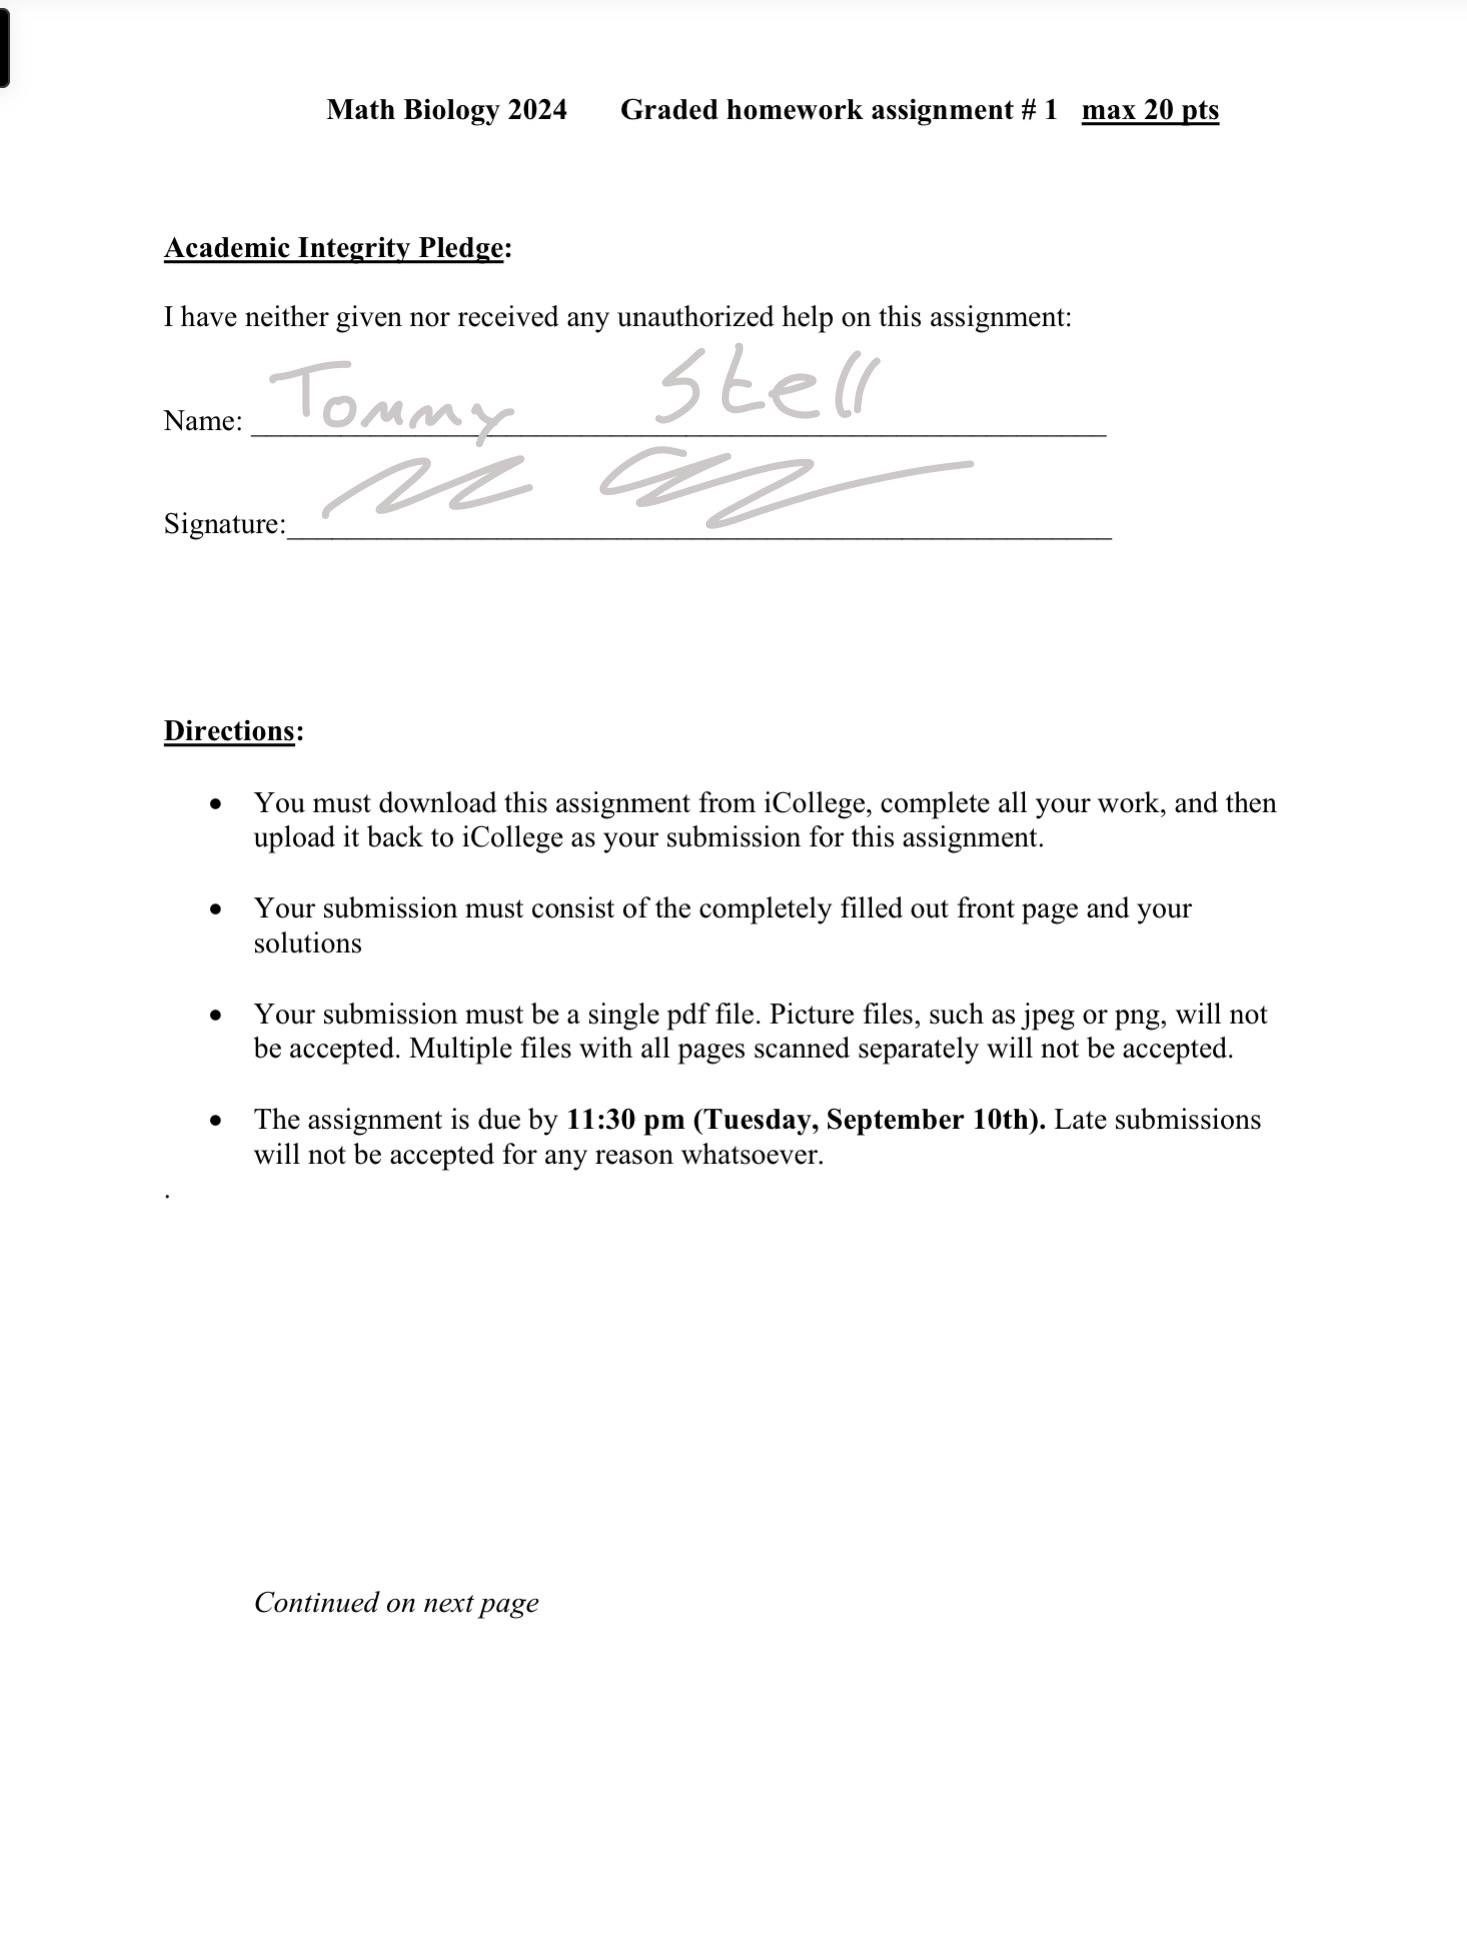 Math Biology 2024 Graded homework assignment # 1 max 20 pts
Academic Integrity Pledge:
I have neither given nor received any unauthorized help on this assignment:
Name: Tommy Stell
Signature:
Directions:
• You must download this assignment from iCollege, complete all your work, and then
upload it back to iCollege as your submission for this assignment.
• Your submission must consist of the completely filled out front page and your
solutions
• Your submission must be a single pdf file. Picture files, such as jpeg or png, will not
be accepted. Multiple files with all pages scanned separately will not be accepted.
• The assignment is due by 11:30 pm (Tuesday, September 10th). Late submissions
will not be accepted for any reason whatsoever.
.
Continued on next page